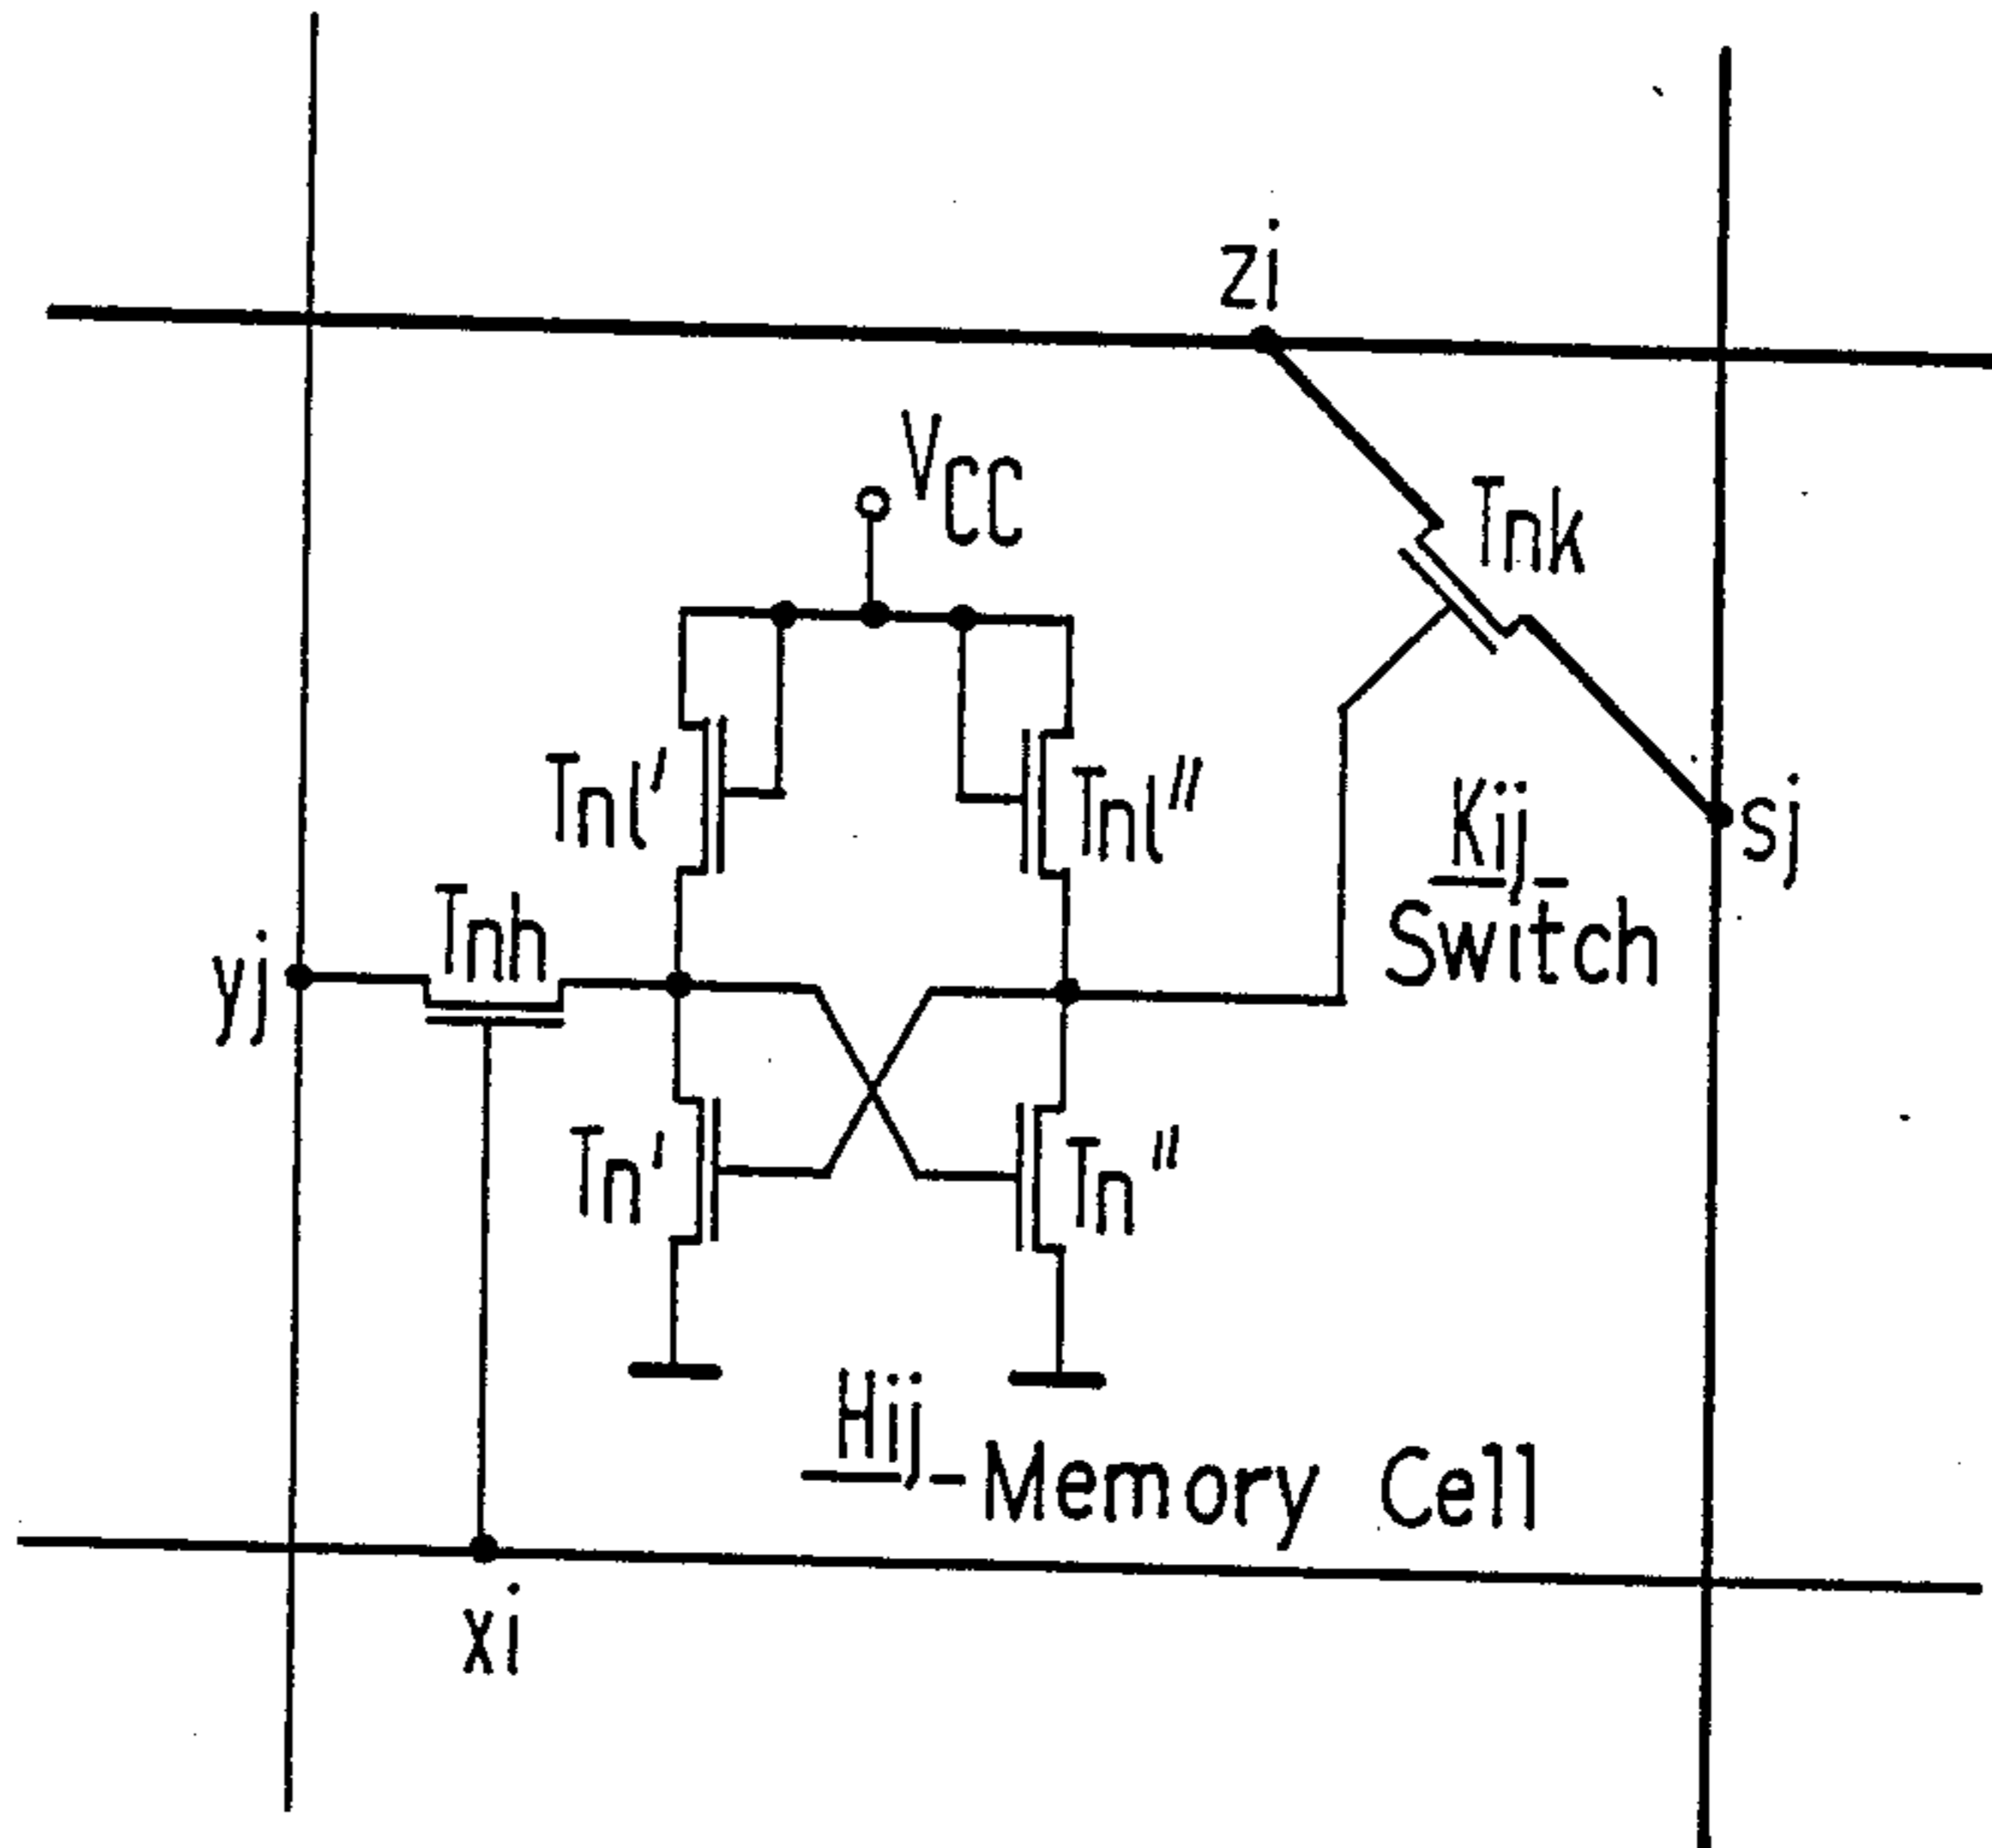 zi
VCC
Tnk
Tnl' Tnl"
Kij-
Switch
sj
Tnh
yj
Tn' Tn"
Hij-Memory Cell
xi